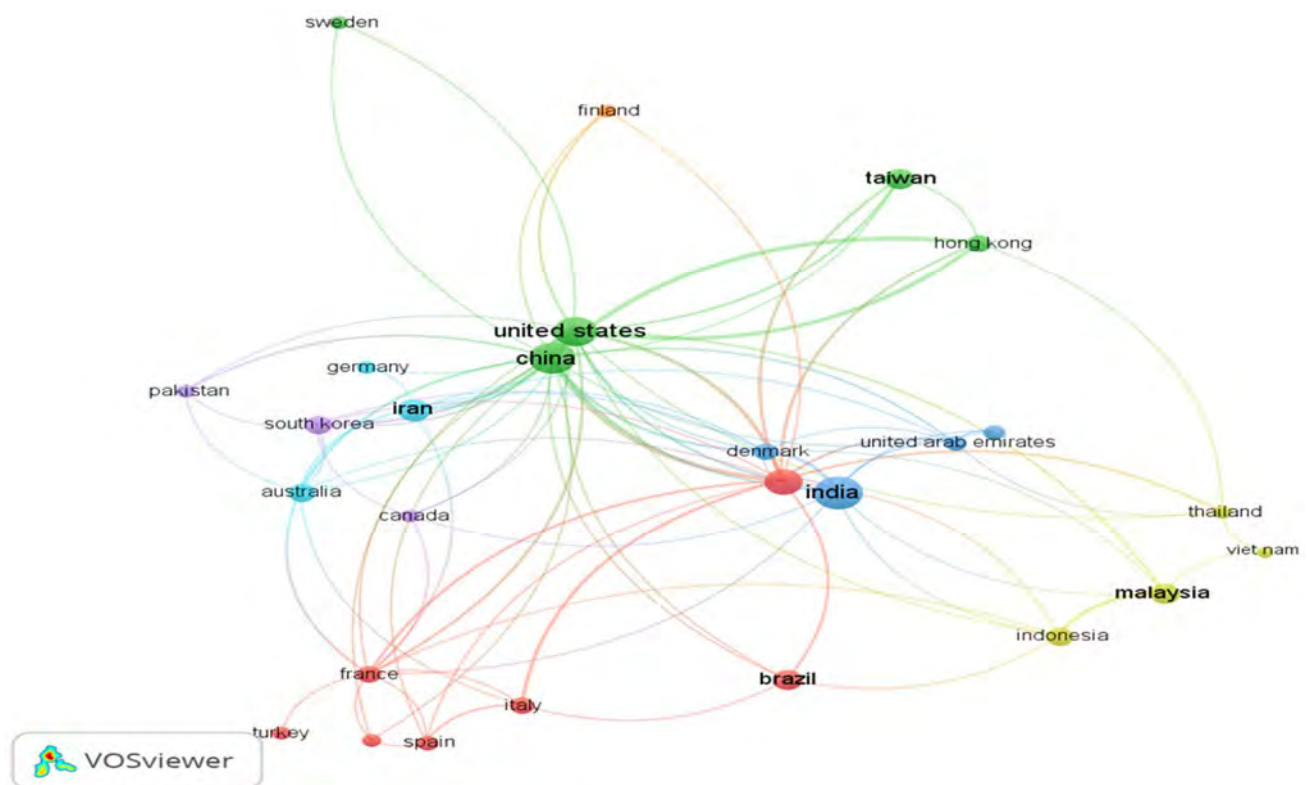 sweden
finland
taiwan
hong kong
united states
china
germany
pakistan
iran
south korea
united arab emirates
denmark
australia
india
canada
thailand
viet nam
malaysia
indonesia
france
brazil
italy
turkey
spain
VOSviewer